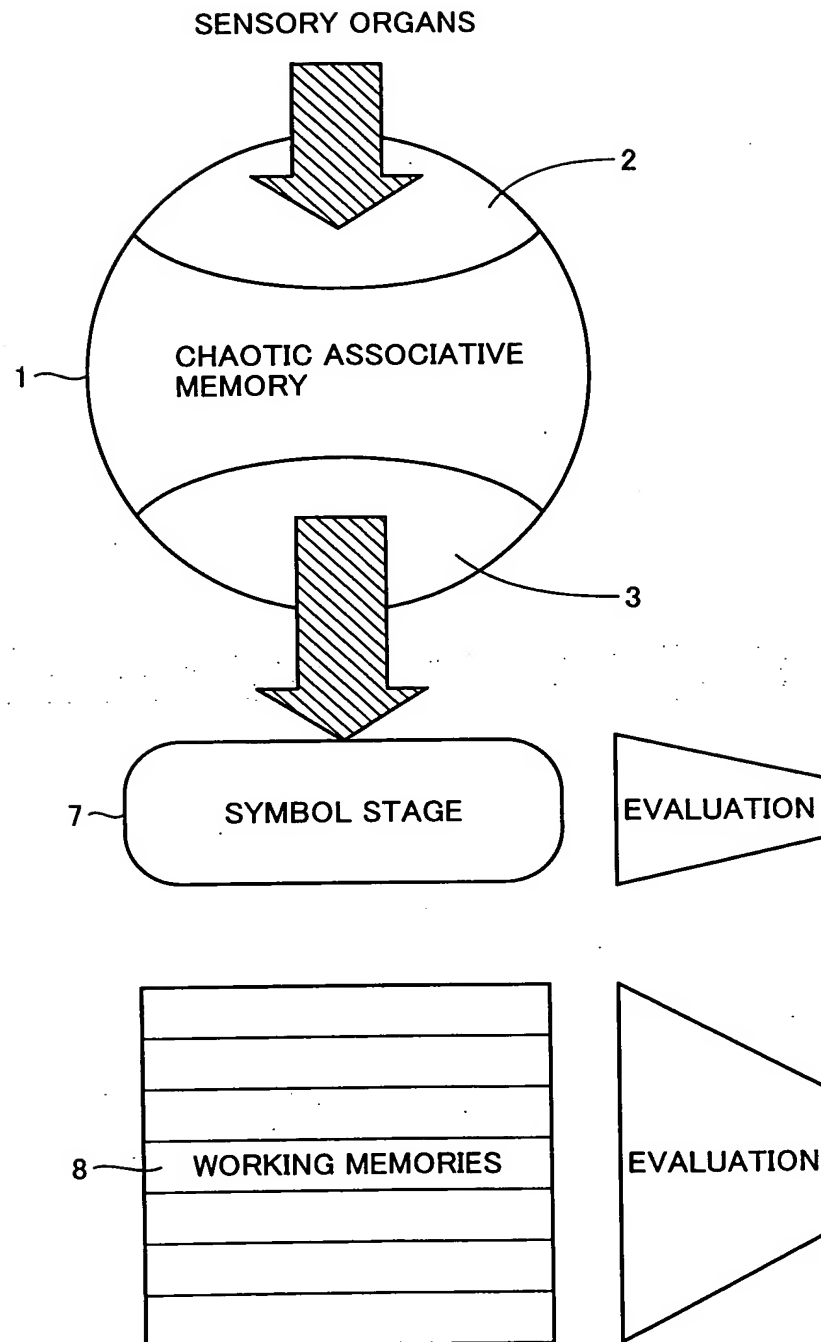 SENSORY ORGANS
2
CHAOTIC ASSOCIATIVE
MEMORY
1
3
7
SYMBOL STAGE
EVALUATION
8
WORKING MEMORIES
EVALUATION